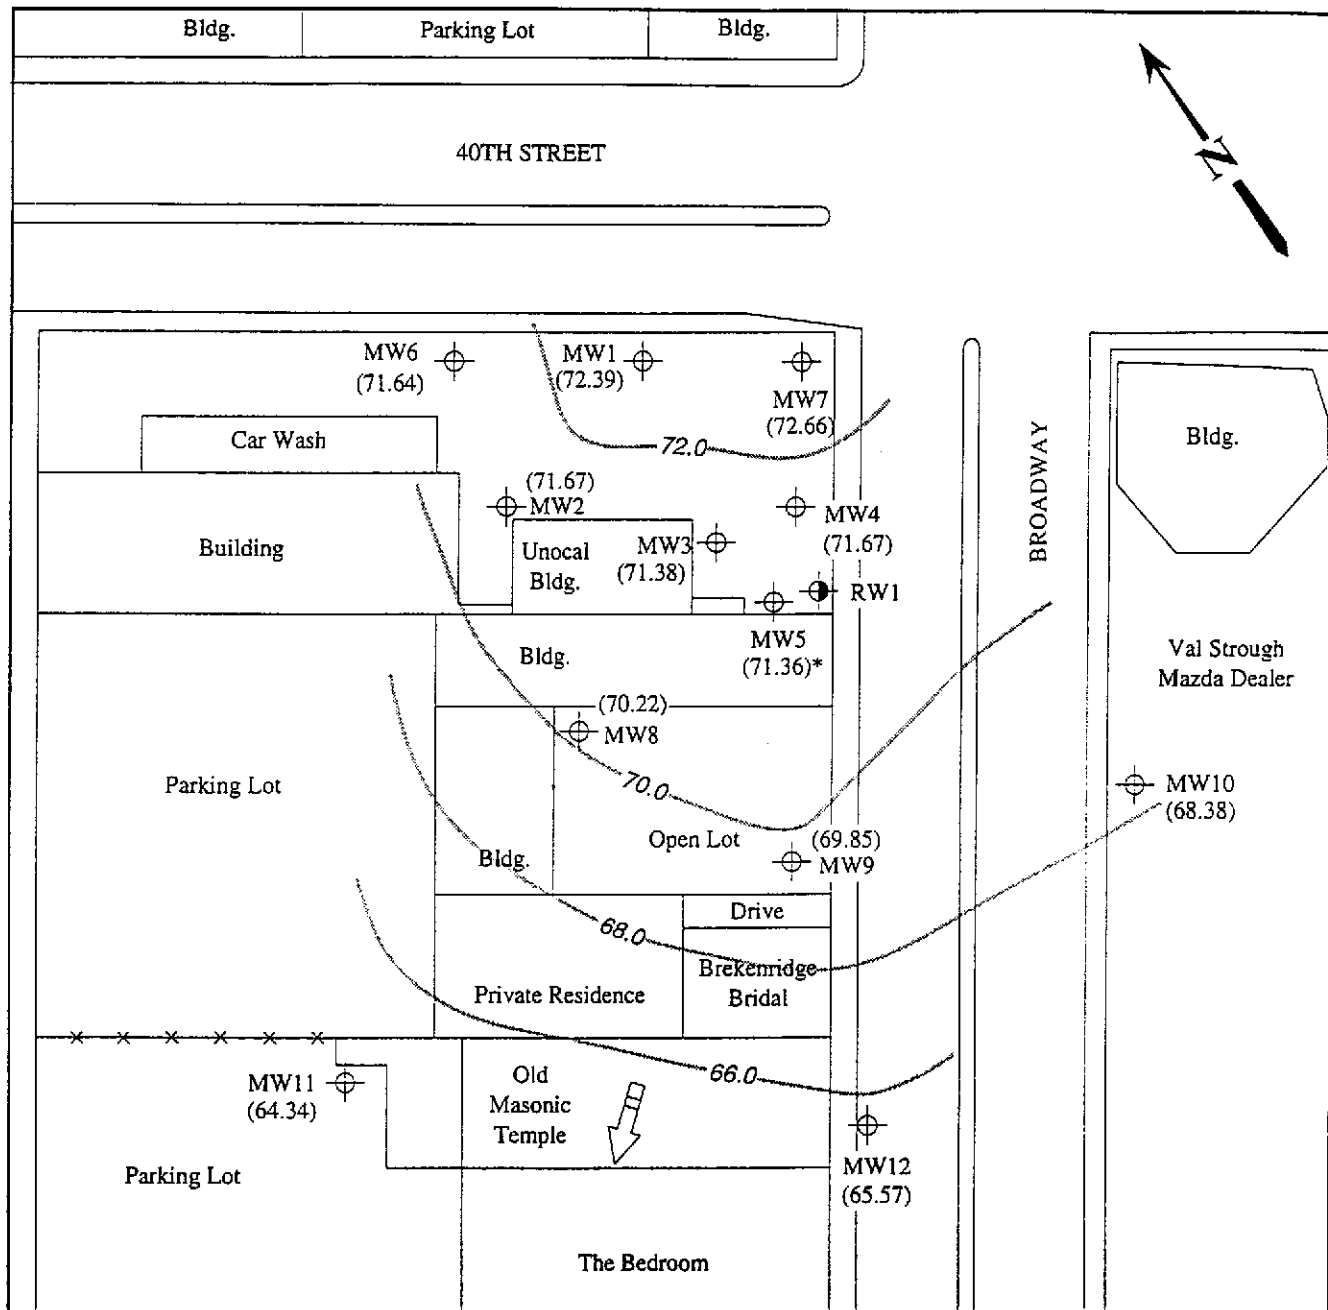 Bldg.
Parking Lot
Bldg.
40TH STREET
N
MW6
(71.64)
MW1
(72.39)
MW7
(72.66)
72.0
Car Wash
Bldg.
BROADWAY
(71.67)
MW2
MW4
(71.67)
Building
Unocal
Bldg.
MW3
(71.38)
RW1
MW5
(71.36)*
Bldg.
Val Strough
Mazda Dealer
(70.22)
MW8
Parking Lot
70.0
MW10
(68.38)
Open Lot
(69.85)
MW9
Bldg.
Drive
68.0
Brekenridge
Bridal
Private Residence
MW11
(64.34)
Old
Masonic
Temple
66.0
MW12
(65.57)
Parking Lot
The Bedroom